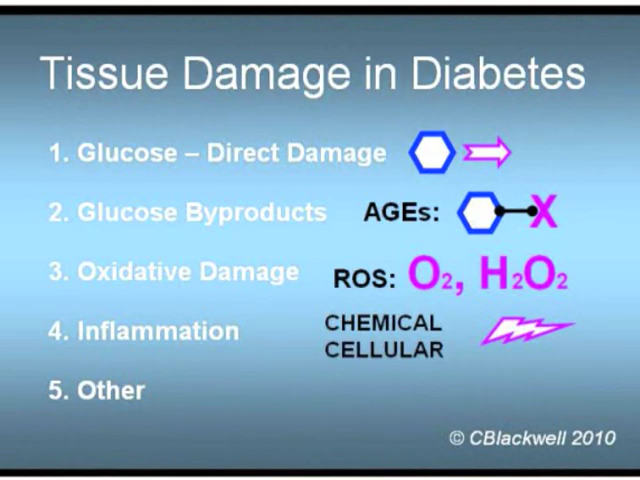 Tissue Damage in Diabetes
1. Glucose – Direct Damage
2. Glucose Byproducts AGEs: X
3. Oxidative Damage ROS: O₂, H₂O₂
4. Inflammation CHEMICAL
CELLULAR
5. Other
© CBlackwell 2010